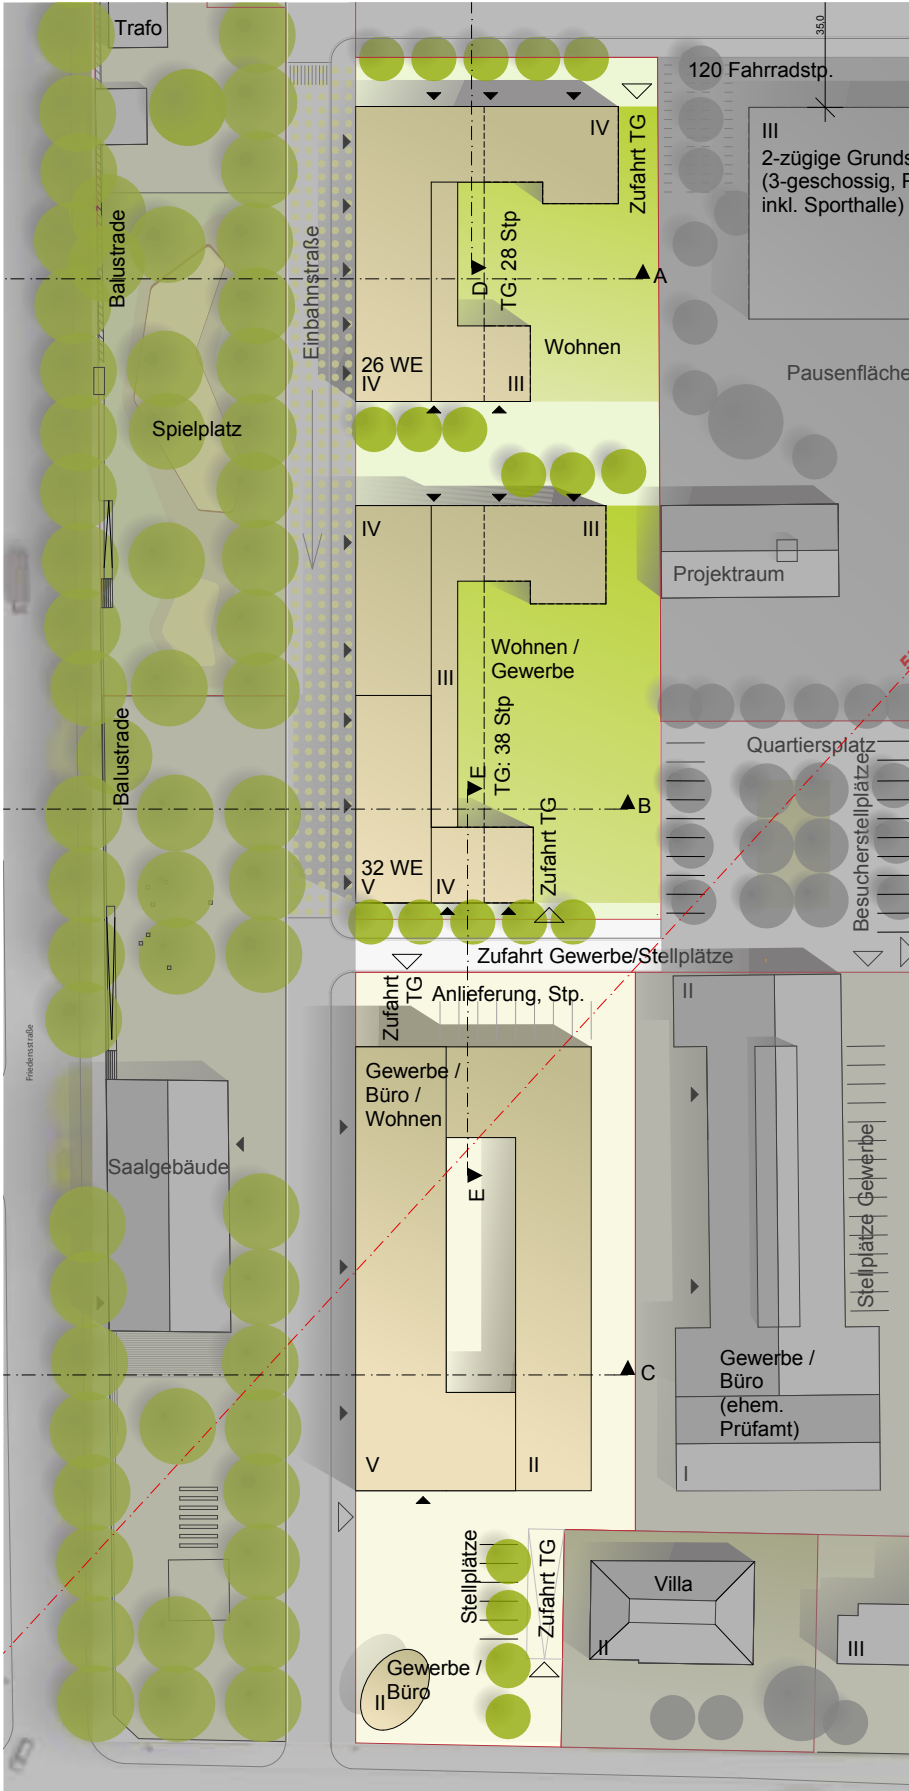 Trafo
35,0
120 Fahrradstp.
IV
Zufahrt TG
III
2-zügige Grunds
(3-geschossig, F
inkl. Sporthalle)
Balustrade
Einbahnstraße
D
TG: 28 Stp
A
Wohnen
26 WE
IV
III
Pausenfläche
Spielplatz
IV
III
Projektraum
Wohnen /
Gewerbe
III
TG: 38 Stp
Balustrade
Quartiersplatz
E
B
Besucherstellplätze
32 WE
V
IV
Zufahrt TG
Zufahrt Gewerbe/Stellplätze
Zufahrt
TG
Anlieferung, Stp.
II
Friedensstraße
Gewerbe /
Büro /
Wohnen
Saalgebäude
E
Stellplätze Gewerbe
C
Gewerbe /
Büro
(ehem.
Prüfamt)
V
II
I
Stellplätze
Zufahrt TG
Villa
II
III
Gewerbe /
Büro
II